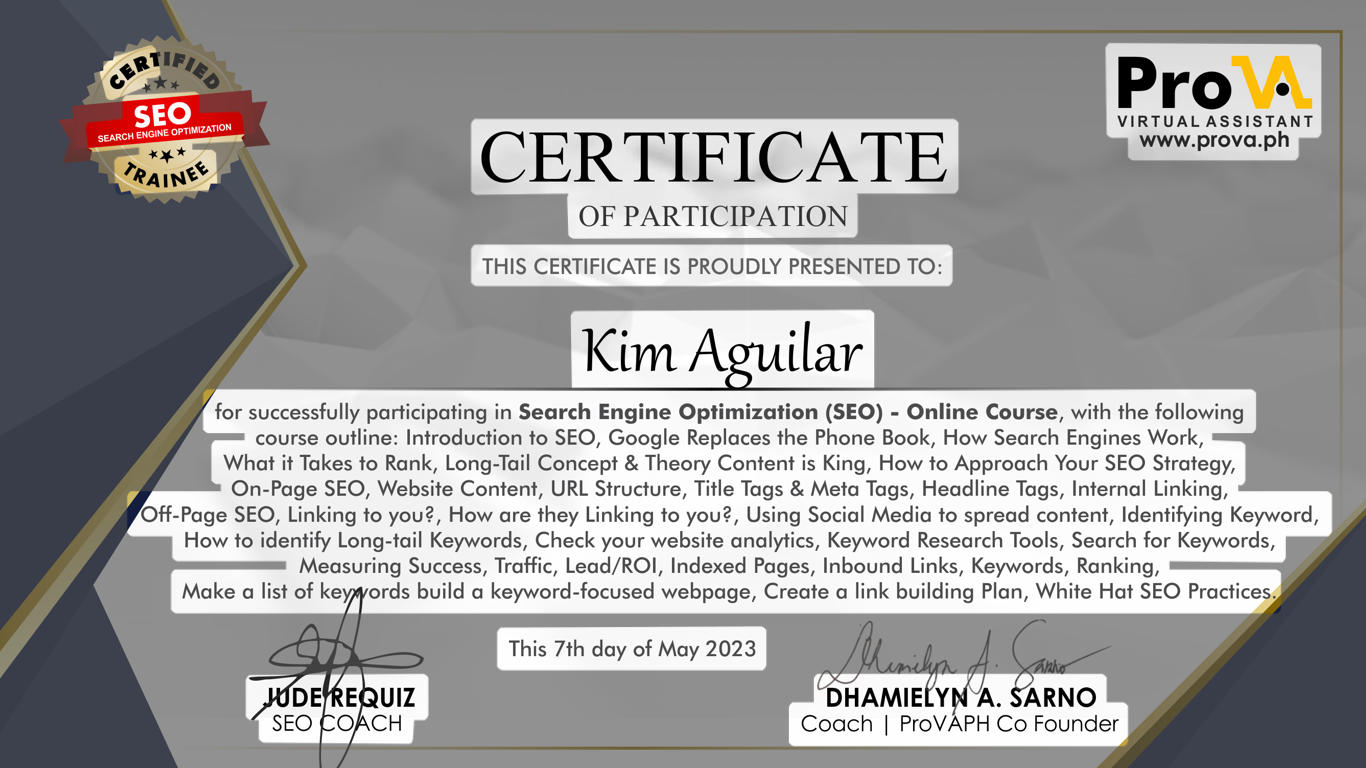 CERTIFIED
SEO
SEARCH ENGINE OPTIMIZATION
TRAINEE
ProVA
VIRTUAL ASSISTANT
www.prova.ph
CERTIFICATE
OF PARTICIPATION
THIS CERTIFICATE IS PROUDLY PRESENTED TO:
Kim Aguilar
for successfully participating in Search Engine Optimization (SEO) - Online Course, with the following
course outline: Introduction to SEO, Google Replaces the Phone Book, How Search Engines Work,
What it Takes to Rank, Long-Tail Concept & Theory Content is King, How to Approach Your SEO Strategy,
On-Page SEO, Website Content, URL Structure, Title Tags & Meta Tags, Headline Tags, Internal Linking,
Off-Page SEO, Linking to you?, How are they Linking to you?, Using Social Media to spread content, Identifying Keyword,
How to identify Long-tail Keywords, Check your website analytics, Keyword Research Tools, Search for Keywords,
Measuring Success, Traffic, Lead/ROI, Indexed Pages, Inbound Links, Keywords, Ranking,
Make a list of keywords build a keyword-focused webpage, Create a link building Plan, White Hat SEO Practices.
This 7th day of May 2023
Dhamielyn A. Sarno
JUDE REQUIZ
SEO COACH
DHAMIELYN A. SARNO
Coach | ProVAPH Co Founder